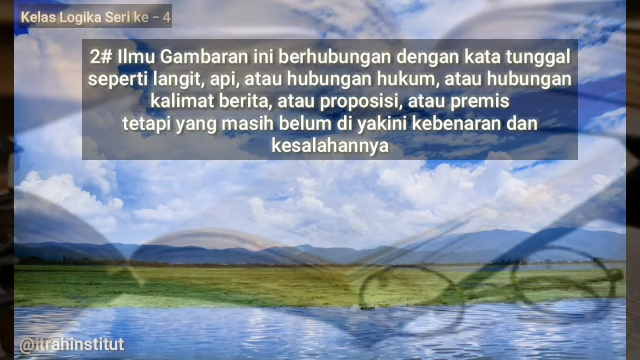 Kelas Logika Seri ke - 4
2# Ilmu Gambaran ini berhubungan dengan kata tunggal
seperti langit, api, atau hubungan hukum, atau hubungan
kalimat berita, atau proposisi, atau premis
tetapi yang masih belum di yakini kebenaran dan
kesalahannya
@itrahInstitut